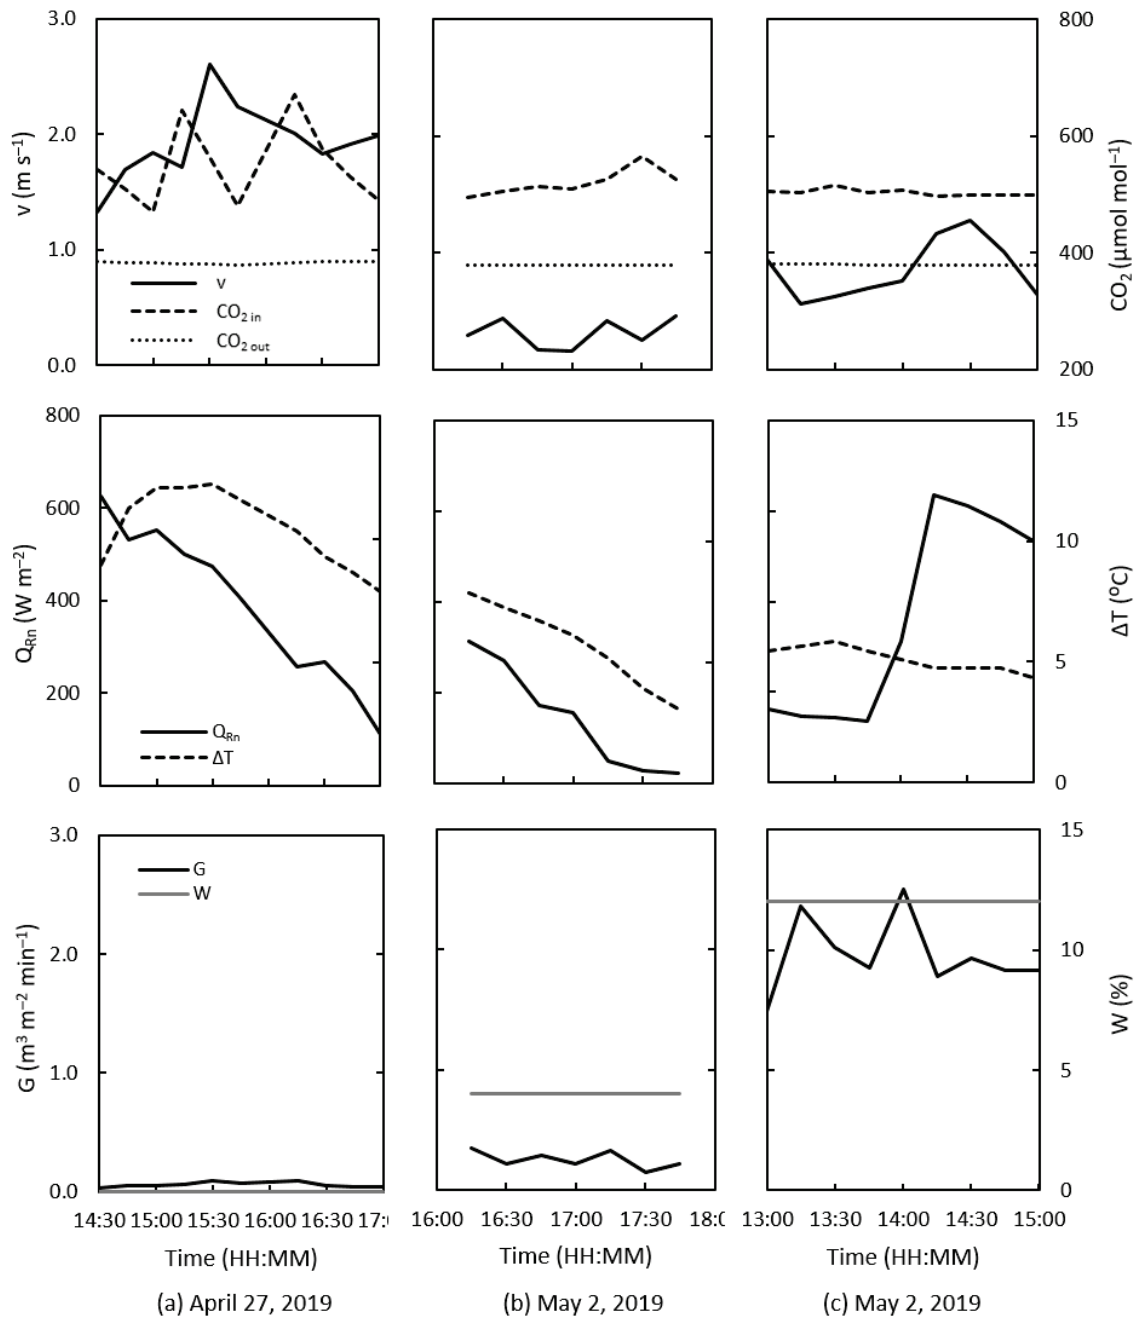 3.0
2.0
1.0
0.0
v (m s⁻¹)
v
CO₂ in
CO₂ out
800
600
400
200
CO₂ (μmol mol⁻¹)
800
600
400
200
0
Q_Rn (W m⁻²)
Q_Rn
ΔT
15
10
5
0
ΔT (°C)
3.0
2.0
1.0
0.0
G (m³ m⁻² min⁻¹)
G
W
15
10
5
0
W (%)
14:30 15:00 15:30 16:00 16:30 17:0
16:00 16:30 17:00 17:30 18:0
13:00 13:30 14:00 14:30 15:00
Time (HH:MM)
Time (HH:MM)
Time (HH:MM)
(a) April 27, 2019
(b) May 2, 2019
(c) May 2, 2019